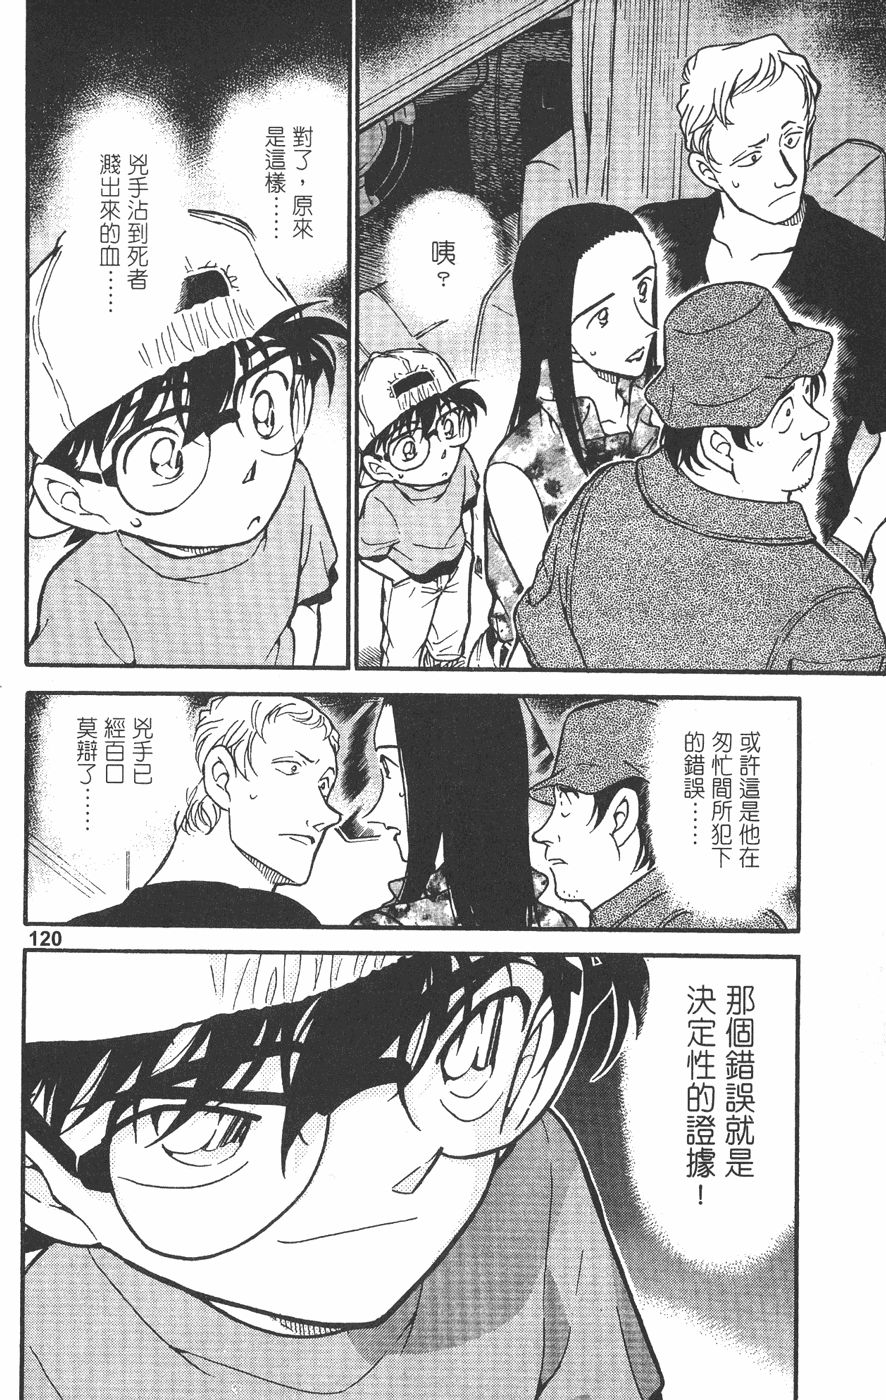 咦?
對了，原來
是這樣……
兇手沾到死者
濺出來的血……
或許這是他在
匆忙間所犯下
的錯誤……
兇手已
經百口
莫辯了……
120
那個錯誤就是
決定性的證據！